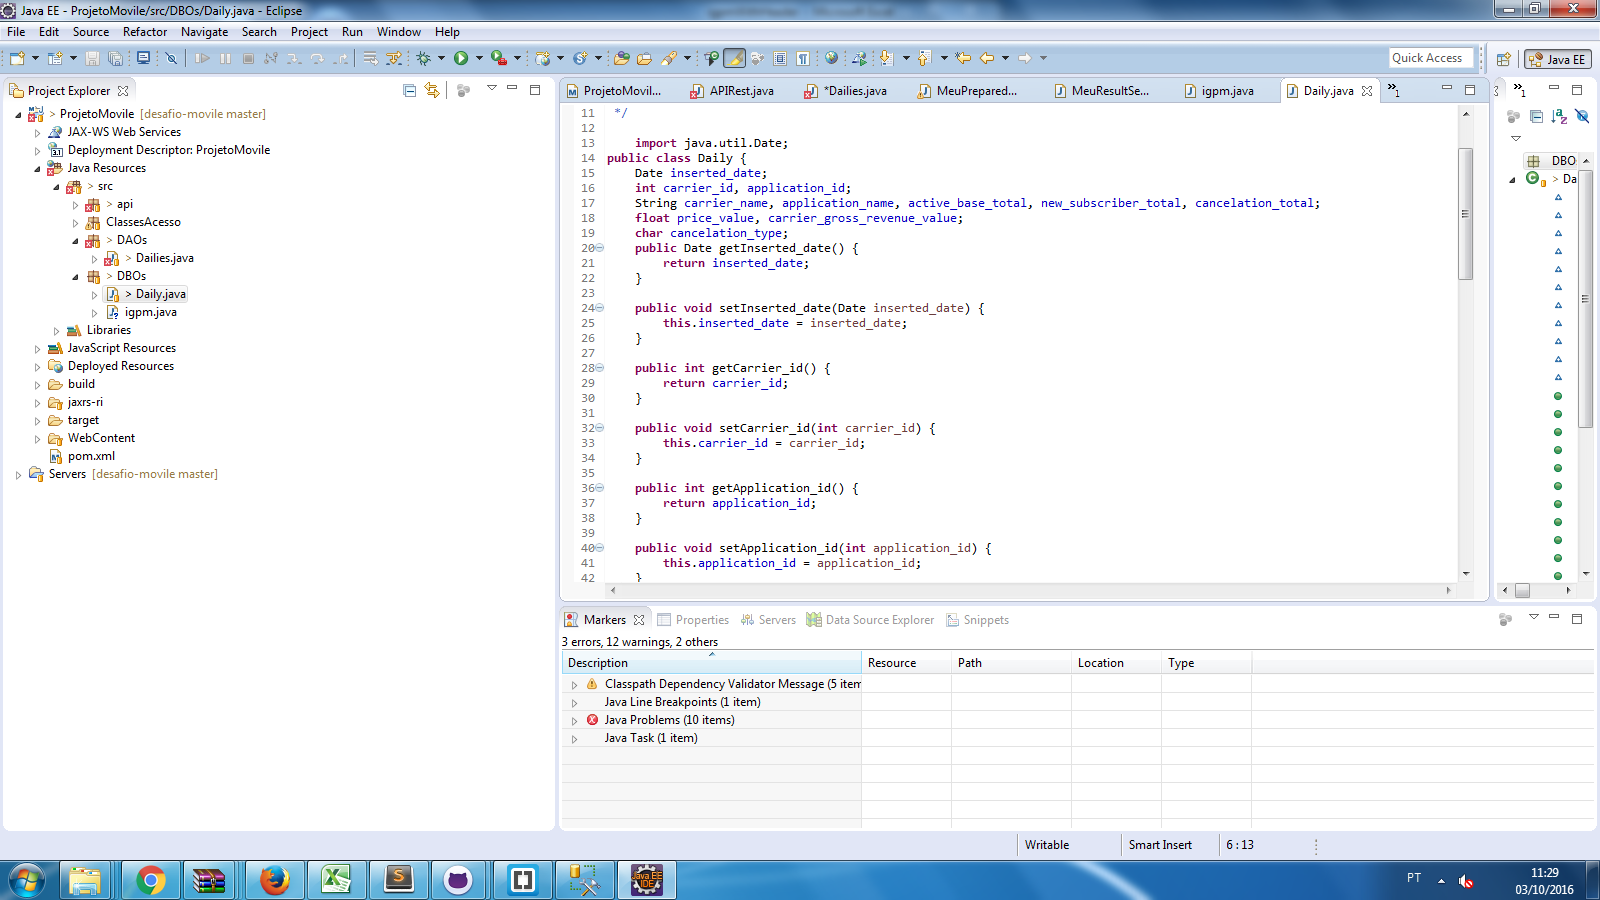 Java EE - ProjetoMovile/src/DBOs/Daily.java - Eclipse
File Edit Source Refactor Navigate Search Project Run Window Help
Quick Access
Java EE
Project Explorer
> ProjetoMovile [desafio-movile master]
JAX-WS Web Services
Deployment Descriptor: ProjetoMovile
Java Resources
> src
> api
ClassesAcesso
> DAOs
> Dailies.java
> DBOs
> Daily.java
igpm.java
Libraries
JavaScript Resources
Deployed Resources
build
jaxrs-ri
target
WebContent
pom.xml
Servers [desafio-movile master]
ProjetoMovil... APIRest.java *Dailies.java MeuPrepared... MeuResultSe... igpm.java Daily.java »1
11 */
12
13 import java.util.Date;
14 public class Daily {
15 Date inserted_date;
16 int carrier_id, application_id;
17 String carrier_name, application_name, active_base_total, new_subscriber_total, cancelation_total;
18 float price_value, carrier_gross_revenue_value;
19 char cancelation_type;
20 public Date getInserted_date() {
21 return inserted_date;
22 }
23
24 public void setInserted_date(Date inserted_date) {
25 this.inserted_date = inserted_date;
26 }
27
28 public int getCarrier_id() {
29 return carrier_id;
30 }
31
32 public void setCarrier_id(int carrier_id) {
33 this.carrier_id = carrier_id;
34 }
35
36 public int getApplication_id() {
37 return application_id;
38 }
39
40 public void setApplication_id(int application_id) {
41 this.application_id = application_id;
42 }
»1
DBO
> Da
Markers Properties Servers Data Source Explorer Snippets
3 errors, 12 warnings, 2 others
Description Resource Path Location Type
Classpath Dependency Validator Message (5 item
Java Line Breakpoints (1 item)
Java Problems (10 items)
Java Task (1 item)
Writable Smart Insert 6 : 13
Java EE
IDE
PT
11:29
03/10/2016